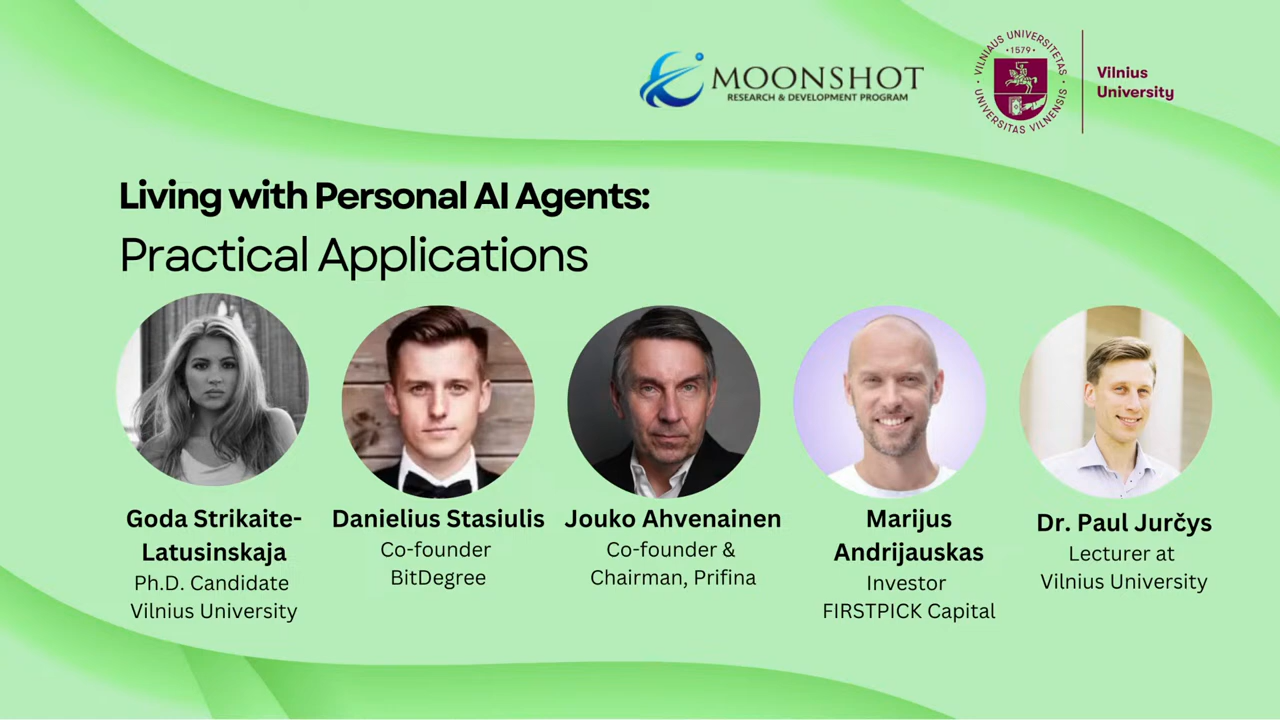 MOONSHOT
RESEARCH & DEVELOPMENT PROGRAM
VILNIAUS UNIVERSITETAS
•1579•
UNIVERSITAS VILNENSIS
Vilnius
University
Living with Personal AI Agents:
Practical Applications
Goda Strikaite-
Latusinskaja
Ph.D. Candidate
Vilnius University
Danielius Stasiulis
Co-founder
BitDegree
Jouko Ahvenainen
Co-founder &
Chairman, Prifina
Marijus
Andrijauskas
Investor
FIRSTPICK Capital
Dr. Paul Jurčys
Lecturer at
Vilnius University